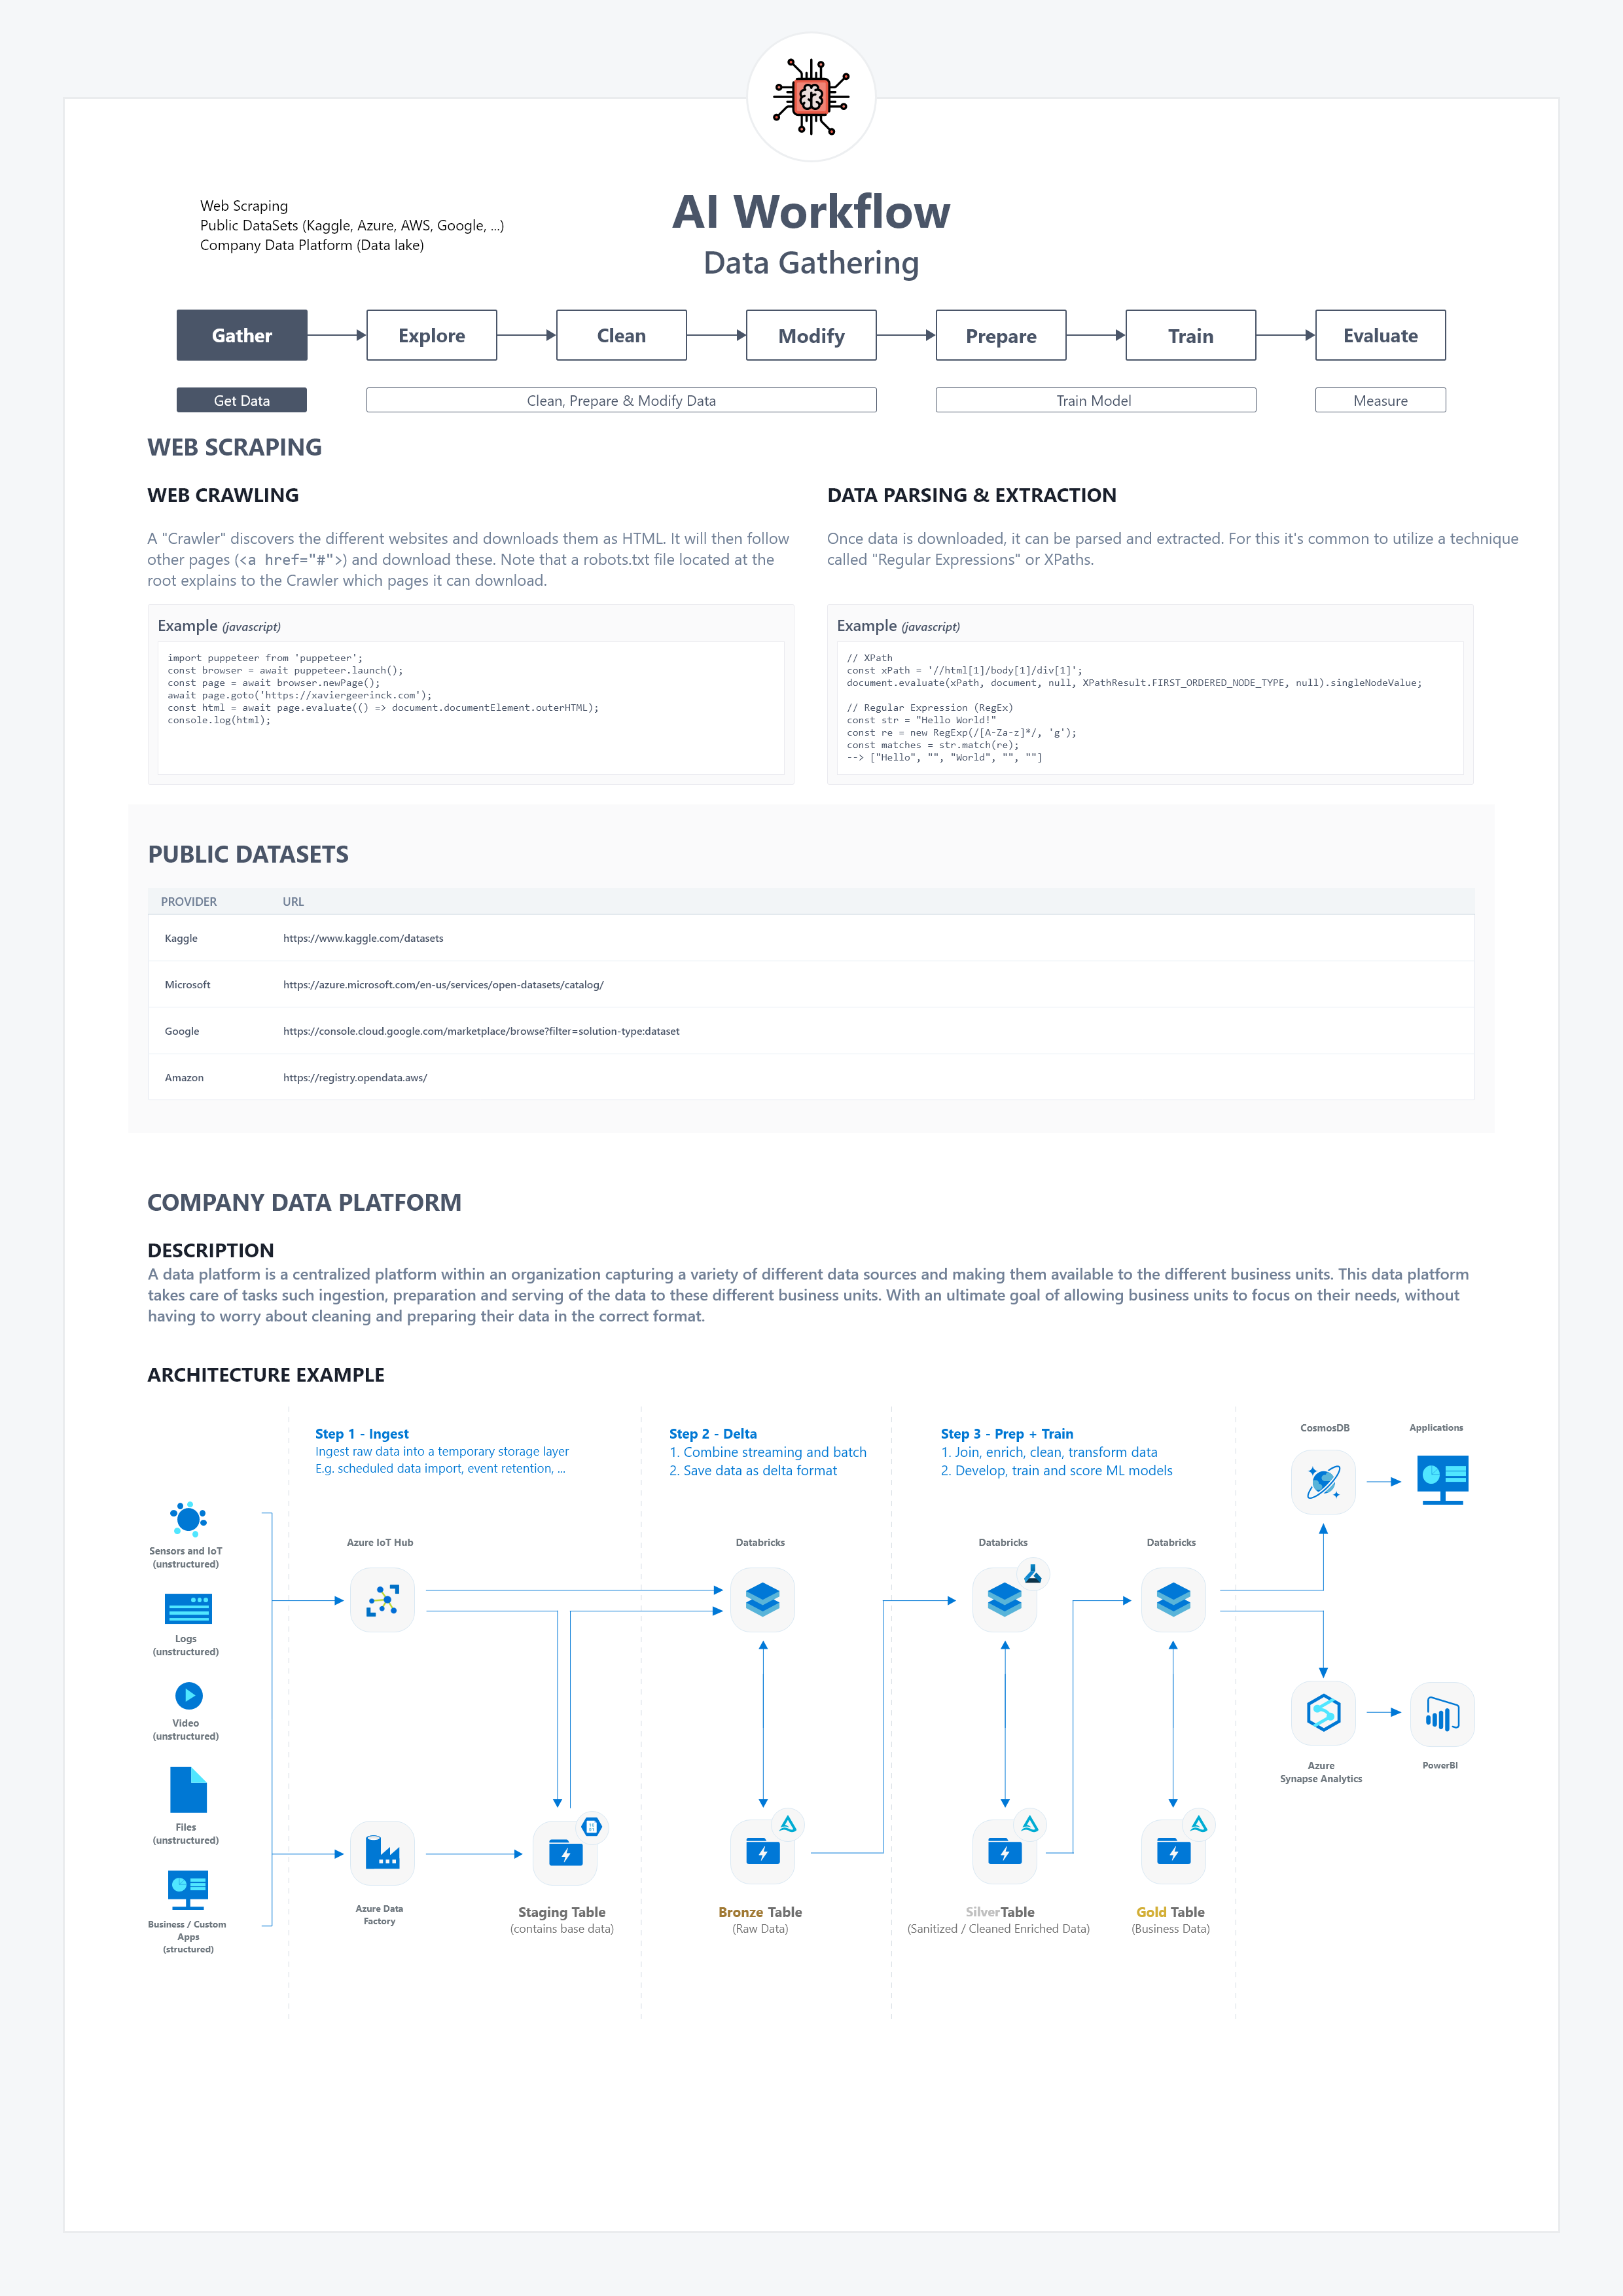 Web Scraping
Public DataSets (Kaggle, Azure, AWS, Google, ...)
Company Data Platform (Data lake)
AI Workflow
Data Gathering
Gather
Explore
Clean
Modify
Prepare
Train
Evaluate
Get Data
Clean, Prepare & Modify Data
Train Model
Measure
WEB SCRAPING
WEB CRAWLING
A "Crawler" discovers the different websites and downloads them as HTML. It will then follow
other pages (<a href="#">) and download these. Note that a robots.txt file located at the
root explains to the Crawler which pages it can download.
Example (javascript)
import puppeteer from 'puppeteer';
const browser = await puppeteer.launch();
const page = await browser.newPage();
await page.goto('https://xaviergeerinck.com');
const html = await page.evaluate(() => document.documentElement.outerHTML);
console.log(html);
DATA PARSING & EXTRACTION
Once data is downloaded, it can be parsed and extracted. For this it's common to utilize a technique
called "Regular Expressions" or XPaths.
Example (javascript)
// XPath
const xPath = '//html[1]/body[1]/div[1]';
document.evaluate(xPath, document, null, XPathResult.FIRST_ORDERED_NODE_TYPE, null).singleNodeValue;
// Regular Expression (RegEx)
const str = "Hello World!"
const re = new RegExp(/[A-Za-z]*/, 'g');
const matches = str.match(re);
--> ["Hello", "", "World", "", ""]
PUBLIC DATASETS
PROVIDER URL
Kaggle https://www.kaggle.com/datasets
Microsoft https://azure.microsoft.com/en-us/services/open-datasets/catalog/
Google https://console.cloud.google.com/marketplace/browse?filter=solution-type:dataset
Amazon https://registry.opendata.aws/
COMPANY DATA PLATFORM
DESCRIPTION
A data platform is a centralized platform within an organization capturing a variety of different data sources and making them available to the different business units. This data platform
takes care of tasks such ingestion, preparation and serving of the data to these different business units. With an ultimate goal of allowing business units to focus on their needs, without
having to worry about cleaning and preparing their data in the correct format.
ARCHITECTURE EXAMPLE
Step 1 - Ingest
Ingest raw data into a temporary storage layer
E.g. scheduled data import, event retention, ...
Step 2 - Delta
1. Combine streaming and batch
2. Save data as delta format
Step 3 - Prep + Train
1. Join, enrich, clean, transform data
2. Develop, train and score ML models
CosmosDB
Applications
Sensors and IoT
(unstructured)
Logs
(unstructured)
Video
(unstructured)
Files
(unstructured)
Business / Custom
Apps
(structured)
Azure IoT Hub
Databricks
Databricks
Databricks
Azure
Synapse Analytics
PowerBI
Azure Data
Factory
Staging Table
(contains base data)
Bronze Table
(Raw Data)
SilverTable
(Sanitized / Cleaned Enriched Data)
Gold Table
(Business Data)